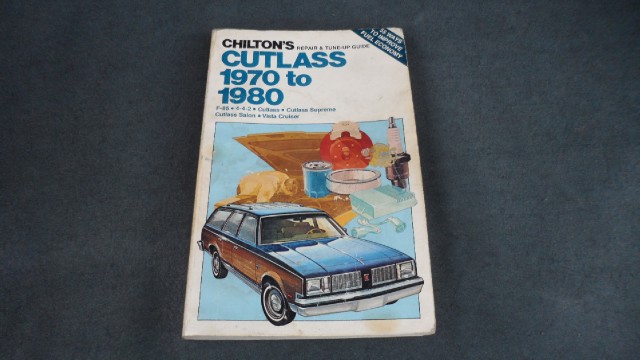 CHILTON'S REPAIR & TUNE-UP GUIDE
CUTLASS
1970 to
1980
F-85 • 4-4-2 • Cutlass • Cutlass Supreme
Cutlass Salon • Vista Cruiser
33 WAYS
TO IMPROVE
FUEL ECONOMY